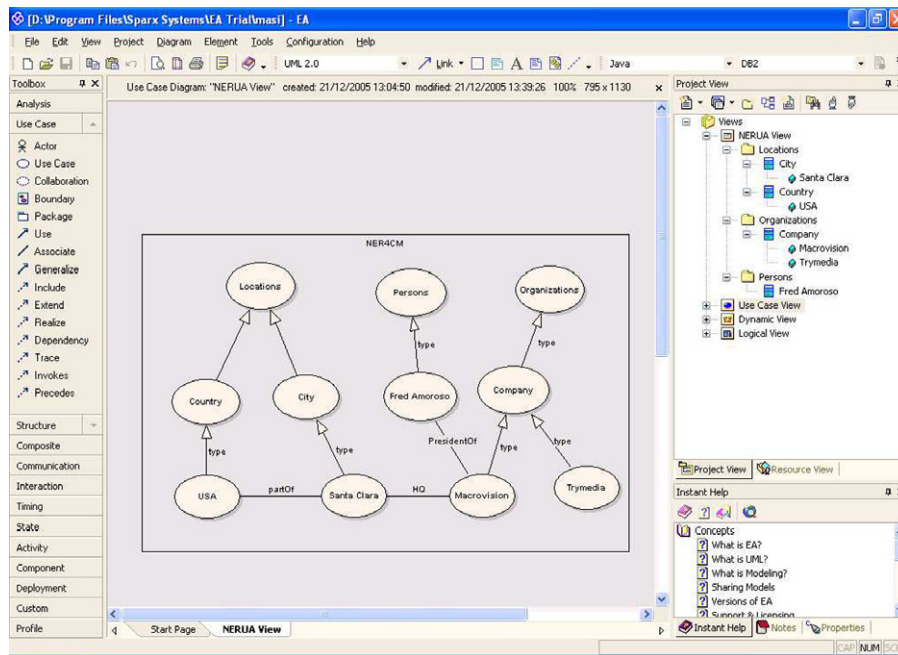 [D:\Program Files\Sparx Systems\EA Trial\masi] - EA
File Edit View Project Diagram Element Tools Configuration Help
UML 2.0 Link Java DB2
Toolbox
Analysis
Use Case
Actor
Use Case
Collaboration
Boundary
Package
Use
Associate
Generalize
Include
Extend
Realize
Dependency
Trace
Invokes
Precedes
Structure
Composite
Communication
Interaction
Timing
State
Activity
Component
Deployment
Custom
Profile
Use Case Diagram: "NERUA View" created: 21/12/2005 13:04:50 modified: 21/12/2005 13:39:26 100% 795 x 1130
NER4CM
Locations
Persons
Organizations
type
type
Country
City
Fred Amoroso
Company
PresidentOf
type
type
type
type
USA
partOf
Santa Clara
HQ
Macrovision
Trymedia
Start Page NERUA View
Project View
Views
NERUA View
Locations
City
Santa Clara
Country
USA
Organizations
Company
Macrovision
Trymedia
Persons
Fred Amoroso
Use Case View
Dynamic View
Logical View
Project View Resource View
Instant Help
Concepts
What is EA?
What is UML?
What is Modeling?
Sharing Models
Versions of EA
Support & Licensing
Instant Help Notes Properties
CAP NUM